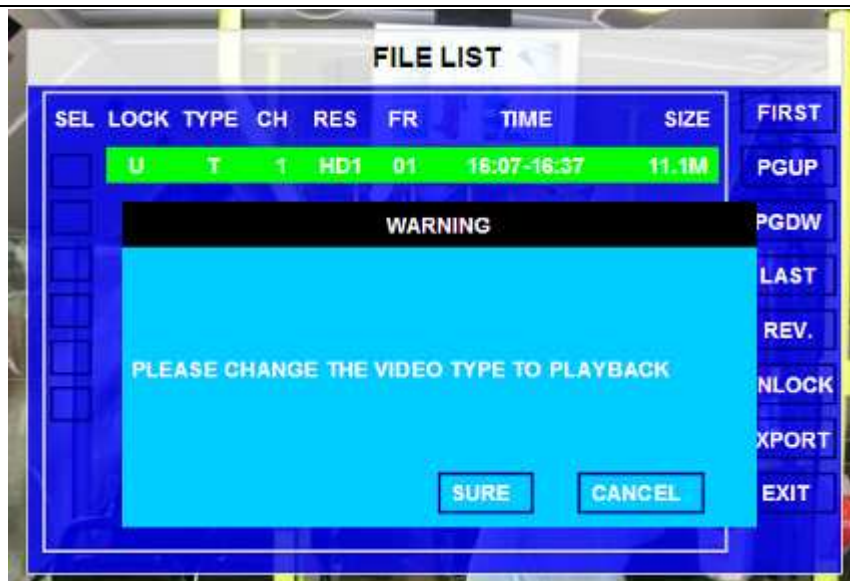 FILE LIST
SEL LOCK TYPE CH RES FR TIME SIZE
U T 1 HD1 01 16:07-16:37 11.1M
WARNING
PLEASE CHANGE THE VIDEO TYPE TO PLAYBACK
SURE CANCEL
FIRST
PGUP
PGDW
LAST
REV.
NLOCK
XPORT
EXIT